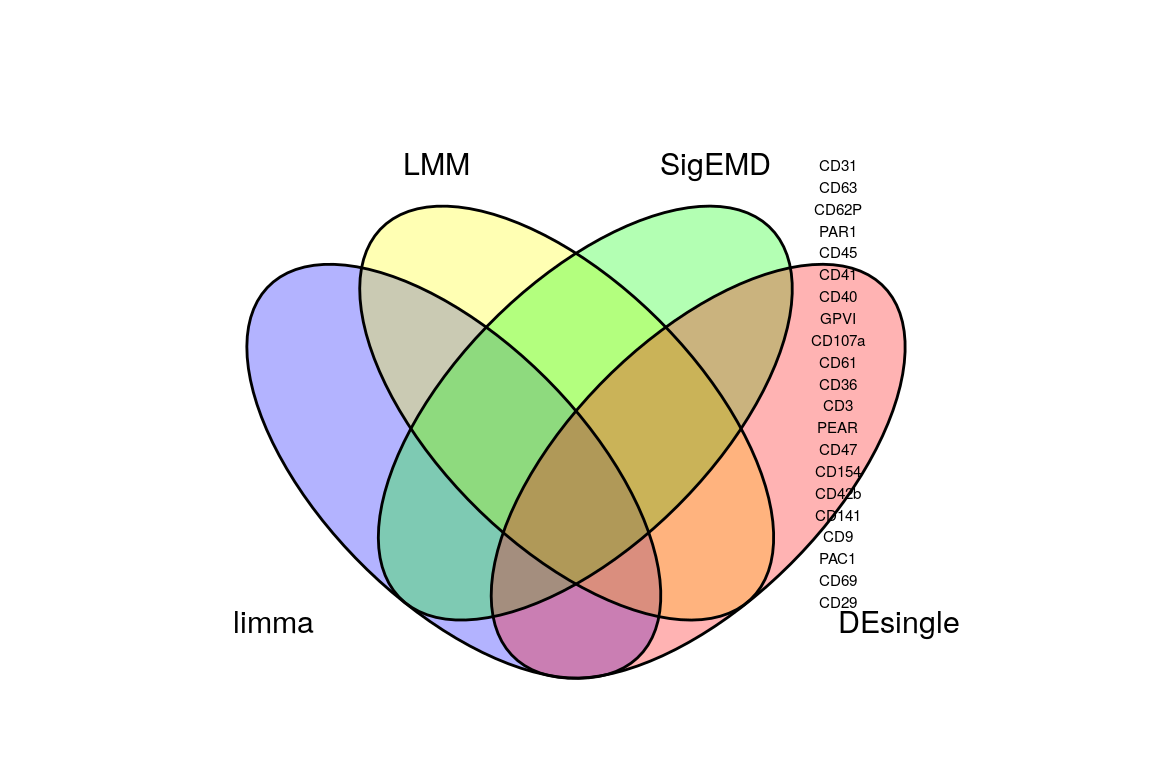 LMM
SigEMD
CD31
CD63
CD62P
PAR1
CD45
CD41
CD40
GPVI
CD107a
CD61
CD36
CD3
PEAR
CD47
CD154
CD42b
CD141
CD9
PAC1
CD69
CD29
limma
DEsingle